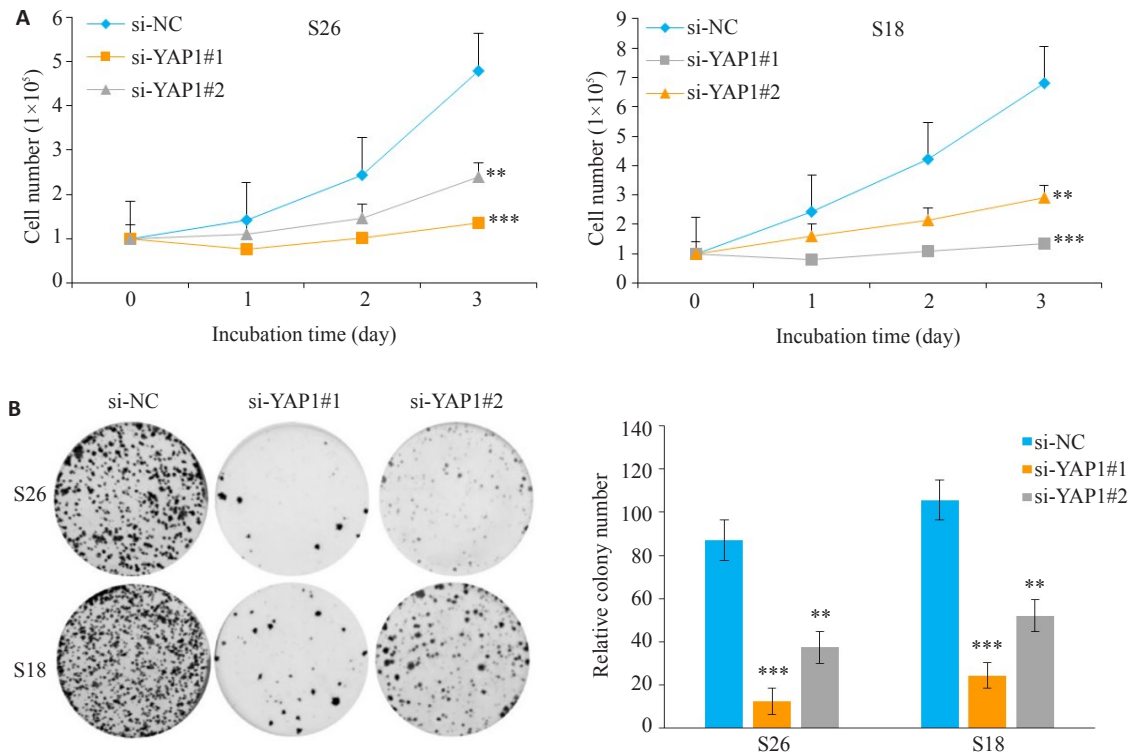 A
S26
si-NC
si-YAP1#1
si-YAP1#2
Cell number (1×10⁵)
6
5
4
3
2
1
0
**
***
0 1 2 3
Incubation time (day)
S18
si-NC
si-YAP1#1
si-YAP1#2
Cell number (1×10⁵)
9
8
7
6
5
4
3
2
1
0
**
***
0 1 2 3
Incubation time (day)
B
si-NC si-YAP1#1 si-YAP1#2
S26
S18
si-NC
si-YAP1#1
si-YAP1#2
Relative colony number
140
120
100
80
60
40
20
0
*** ** *** **
S26 S18